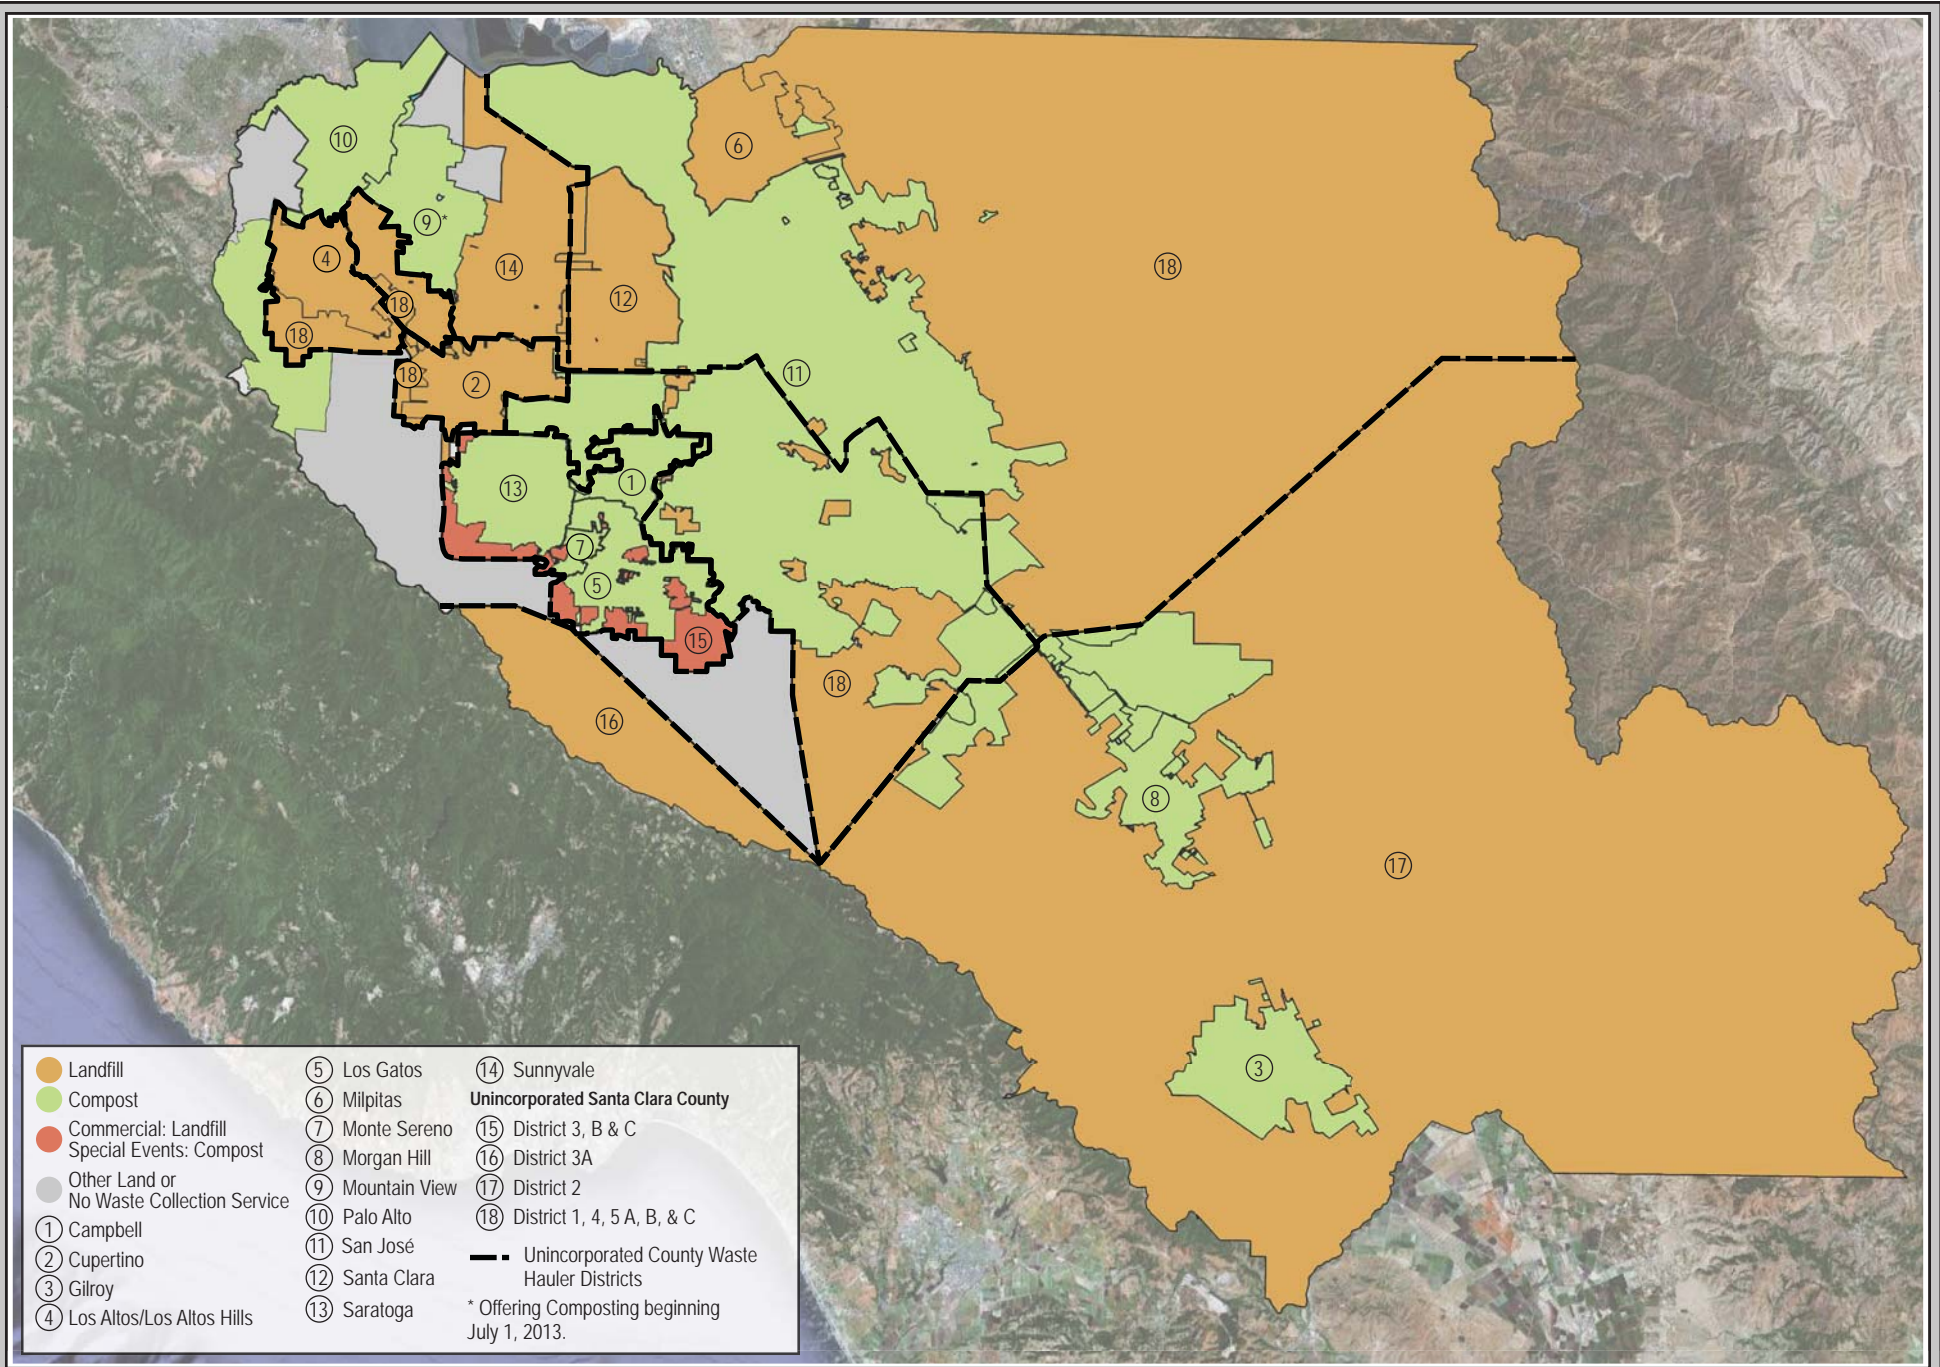 10
6
9*
4
14
18
12
18
18
18
2
11
13
1
7
5
15
18
16
8
17
3
Landfill
Compost
Commercial: Landfill
Special Events: Compost
Other Land or
No Waste Collection Service
1 Campbell
2 Cupertino
3 Gilroy
4 Los Altos/Los Altos Hills
5 Los Gatos
6 Milpitas
7 Monte Sereno
8 Morgan Hill
9 Mountain View
10 Palo Alto
11 San José
12 Santa Clara
13 Saratoga
14 Sunnyvale
Unincorporated Santa Clara County
15 District 3, B & C
16 District 3A
17 District 2
18 District 1, 4, 5 A, B, & C
Unincorporated County Waste
Hauler Districts
* Offering Composting beginning
July 1, 2013.